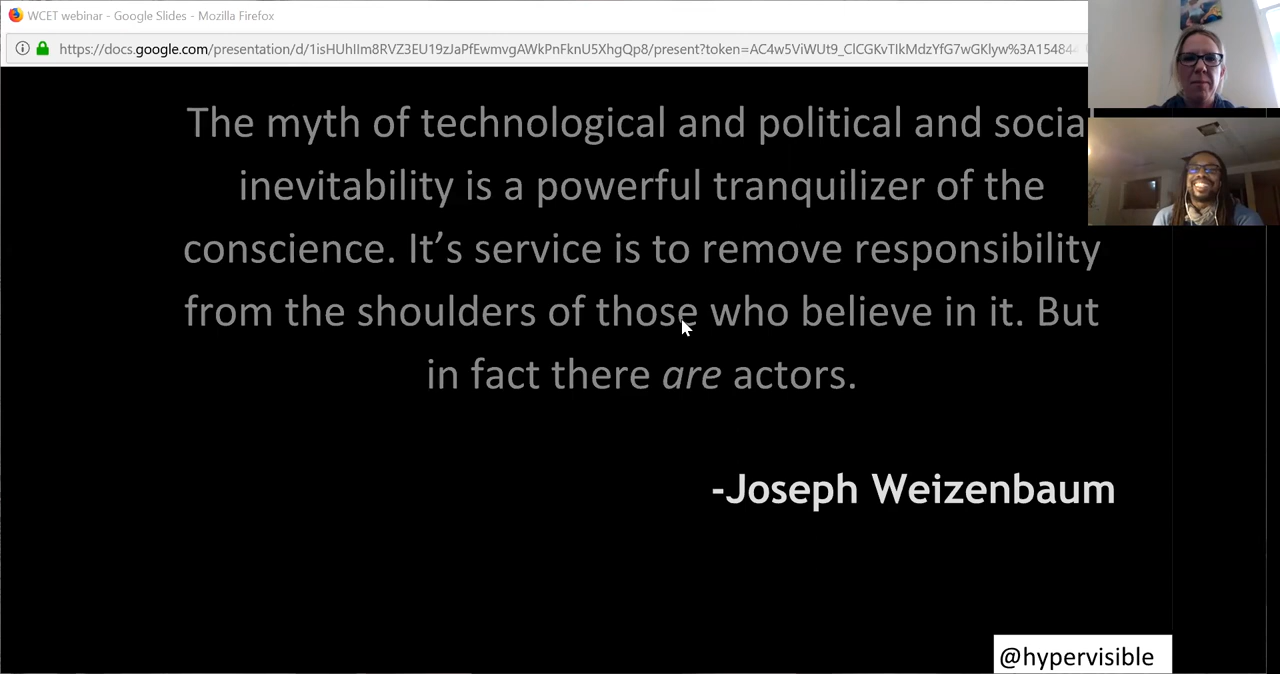 WCET webinar - Google Slides - Mozilla Firefox
The myth of technological and political and social
inevitability is a powerful tranquilizer of the
conscience. It’s service is to remove responsibility
from the shoulders of those who believe in it. But
in fact there are actors.
-Joseph Weizenbaum
@hypervisible